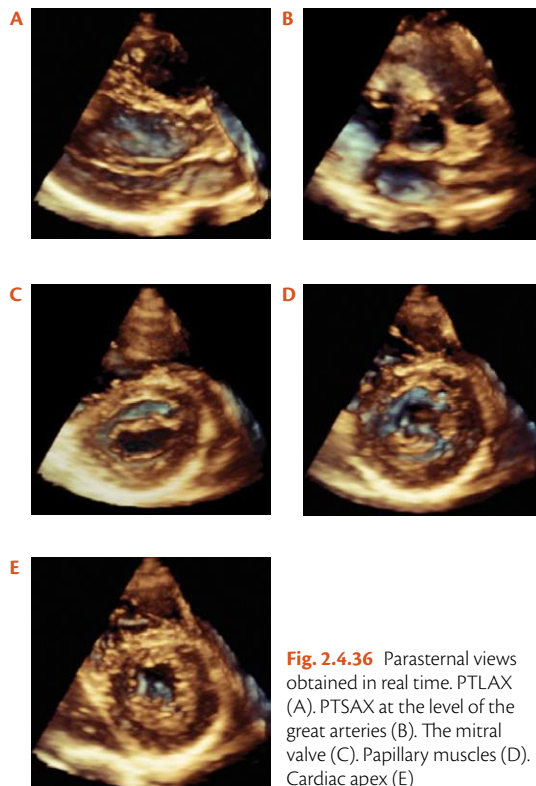 A
B
C
D
E
Fig. 2.4.36 Parasternal views
obtained in real time. PTLAX
(A). PTSAX at the level of the
great arteries (B). The mitral
valve (C). Papillary muscles (D).
Cardiac apex (E)